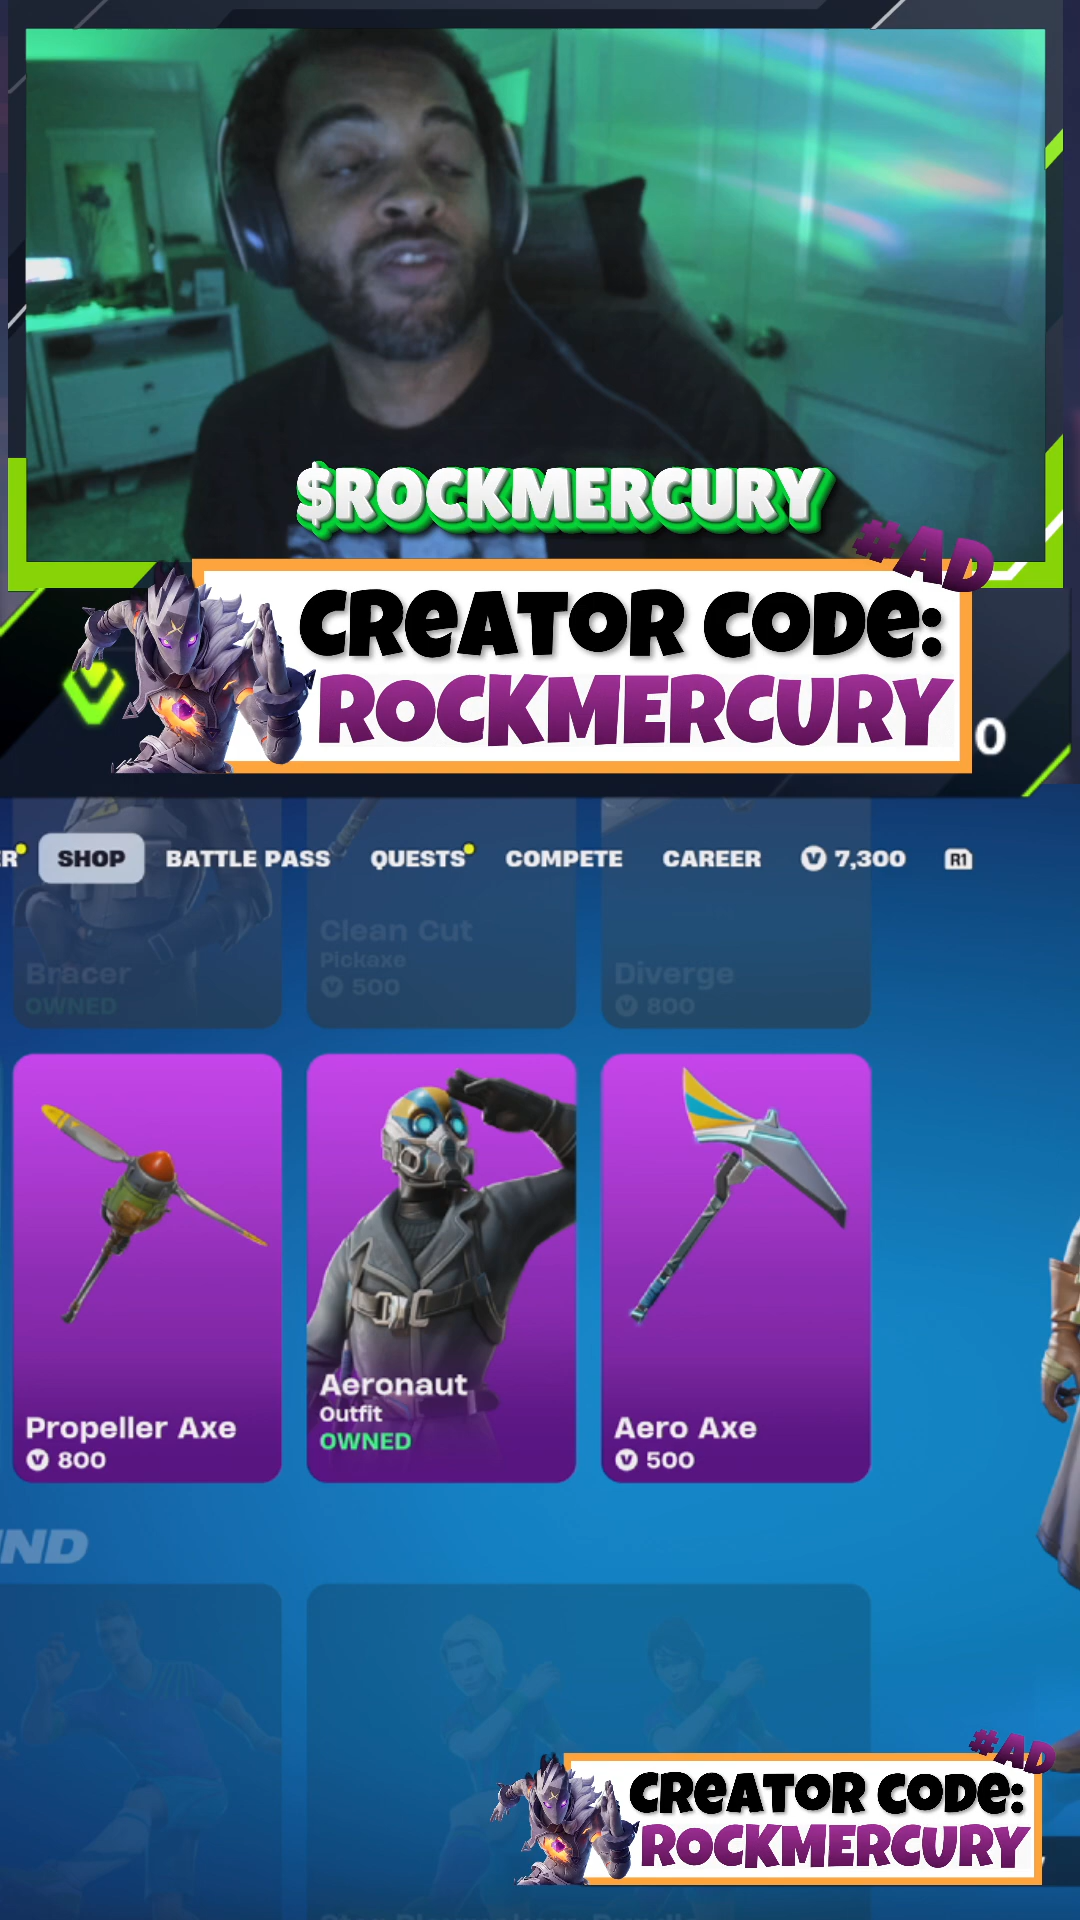 $ROCKMERCURY
#AD
CREATOR CODE:
ROCKMERCURY
0
R SHOP BATTLE PASS QUESTS COMPETE CAREER V 7,300 R1
Bracer
OWNED
Clean Cut
Pickaxe
V 500
Diverge
V 800
Propeller Axe
V 800
Aeronaut
Outfit
OWNED
Aero Axe
V 500
ND
#AD
CREATOR CODE:
ROCKMERCURY